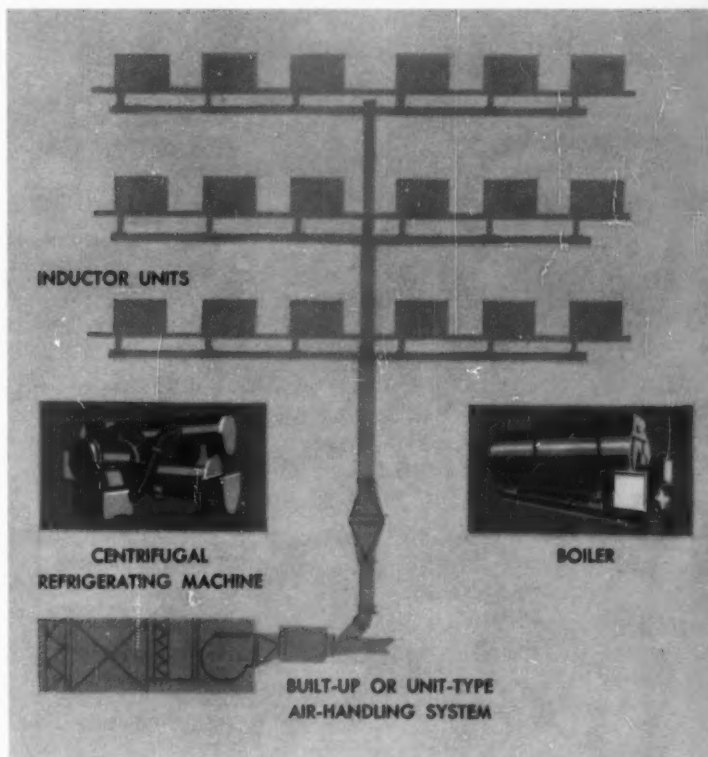 INDUCTOR UNITS
CENTRIFUGAL
REFRIGERATING MACHINE
BOILER
BUILT-UP OR UNIT-TYPE
AIR-HANDLING SYSTEM